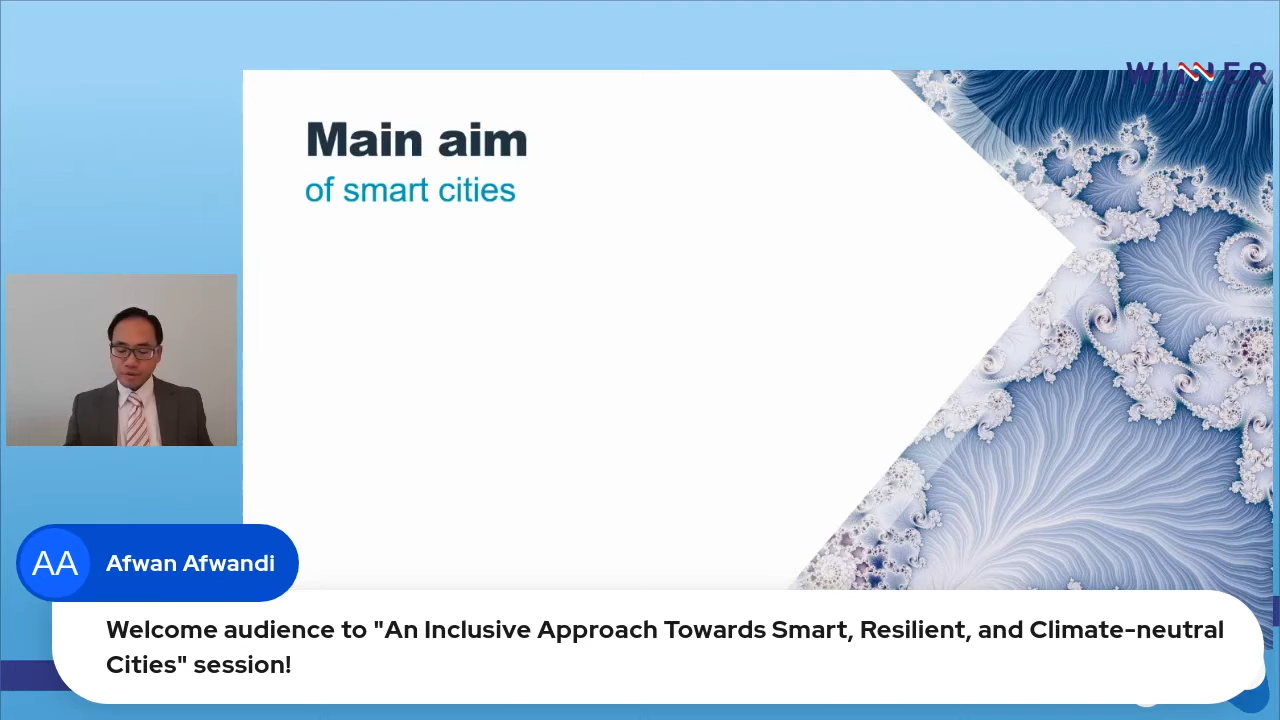 WINNER
Main aim
of smart cities
AA
Afwan Afwandi
Welcome audience to "An Inclusive Approach Towards Smart, Resilient, and Climate-neutral
Cities" session!